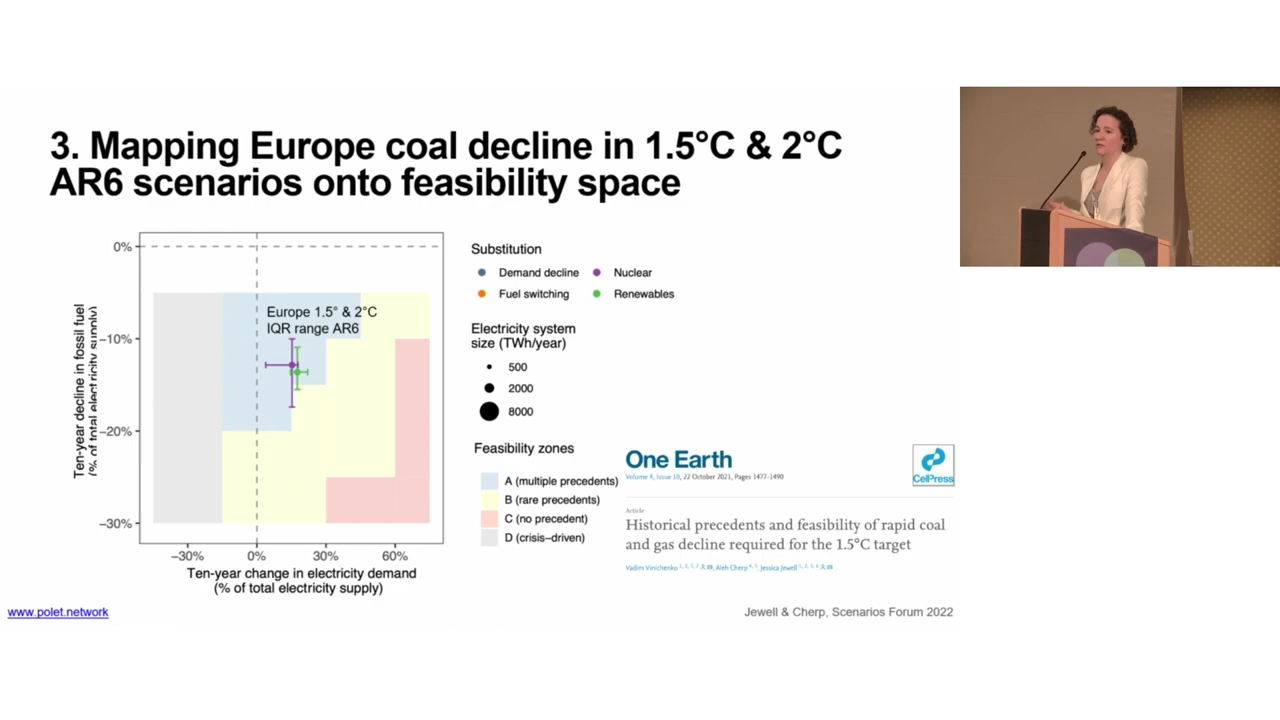 3. Mapping Europe coal decline in 1.5°C & 2°C
AR6 scenarios onto feasibility space
Ten-year decline in fossil fuel
(% of total electricity supply)
0%
−10%
−20%
−30%
Europe 1.5° & 2°C
IQR range AR6
−30%
0%
30%
60%
Ten-year change in electricity demand
(% of total electricity supply)
Substitution
Demand decline
Nuclear
Fuel switching
Renewables
Electricity system
size (TWh/year)
500
2000
8000
Feasibility zones
A (multiple precedents)
B (rare precedents)
C (no precedent)
D (crisis−driven)
One Earth
Volume 4, Issue 10, 22 October 2021, Pages 1477-1490
CelPress
Article
Historical precedents and feasibility of rapid coal
and gas decline required for the 1.5°C target
Vadim Vinichenko, Aleh Cherp, Jessica Jewell
www.polet.network
Jewell & Cherp, Scenarios Forum 2022